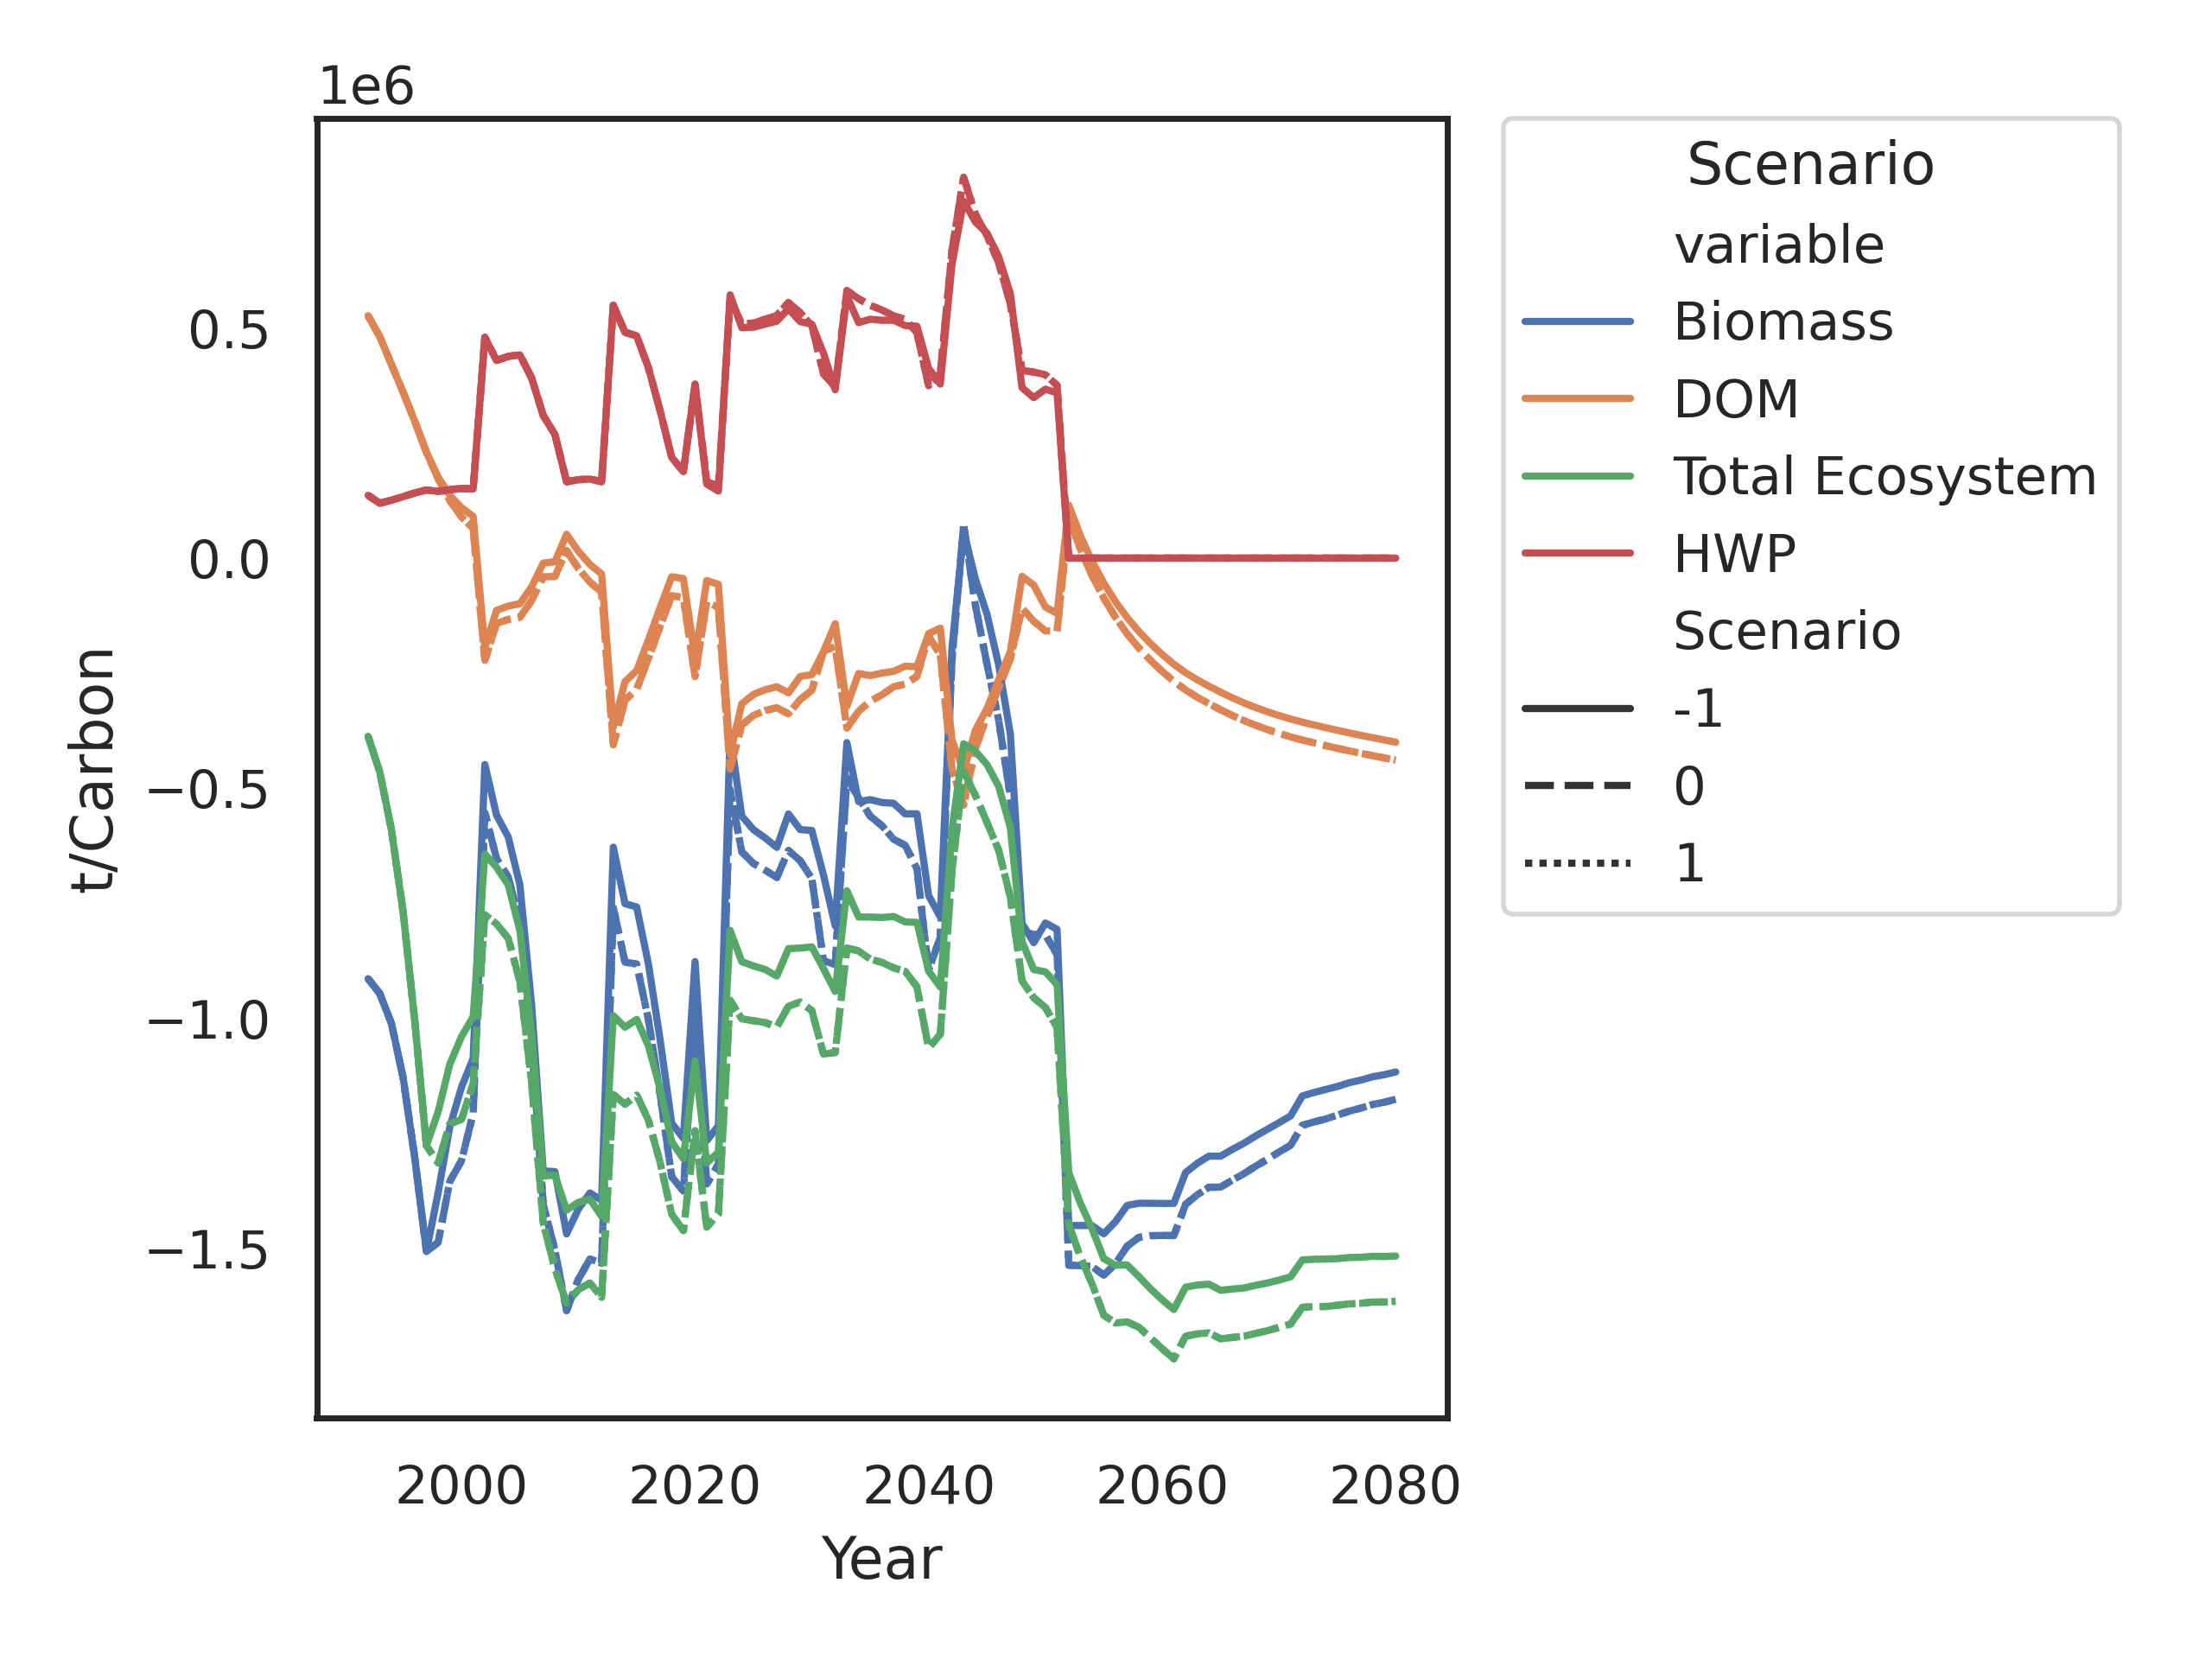 1e6
0.5
0.0
−0.5
−1.0
−1.5
t/Carbon
2000 2020 2040 2060 2080
Year
Scenario
variable
Biomass
DOM
Total Ecosystem
HWP
Scenario
-1
0
1